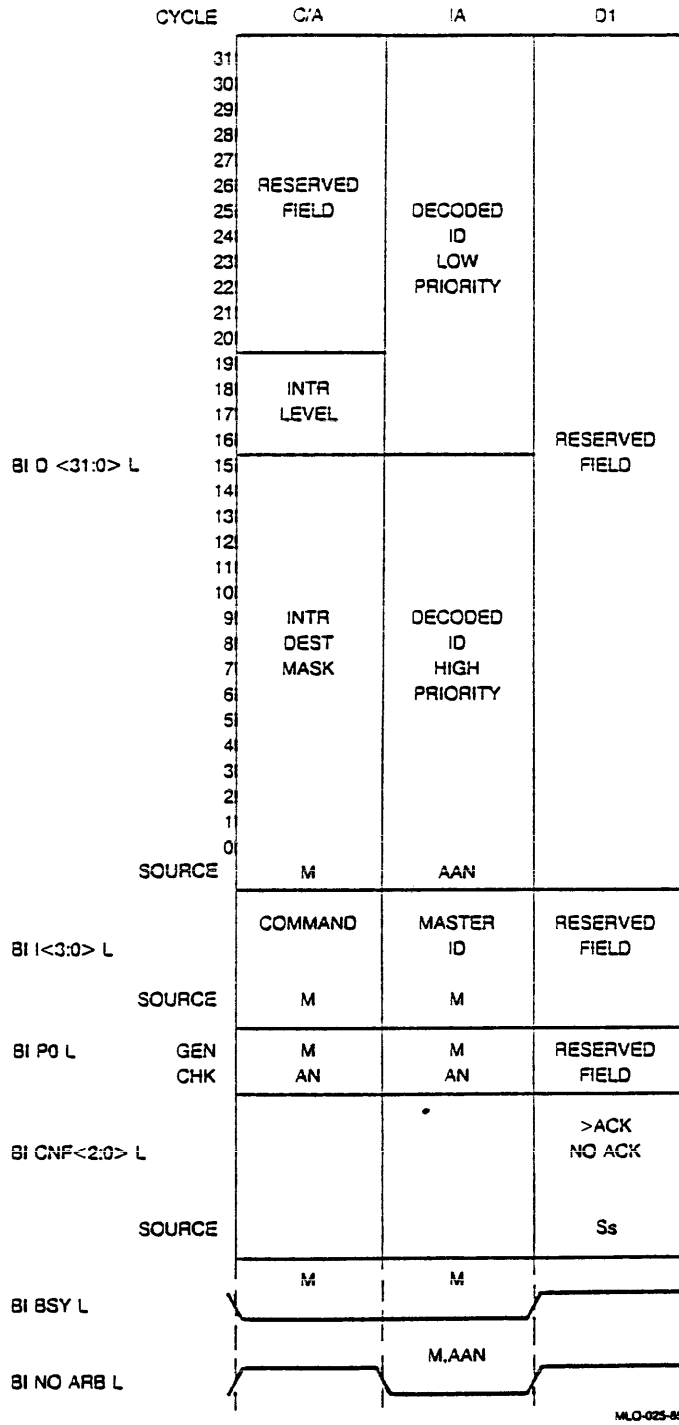 CYCLE C/A IA D1
31
30
29
28
27
26 RESERVED
25 FIELD DECODED
24 ID
23 LOW
22 PRIORITY
21
20
19
18 INTR
17 LEVEL
16 RESERVED
BI D <31:0> L 15 FIELD
14
13
12
11
10
9 INTR DECODED
8 DEST ID
7 MASK HIGH
6 PRIORITY
5
4
3
2
1
0
SOURCE M AAN
COMMAND MASTER RESERVED
BI I<3:0> L ID FIELD
SOURCE M M
BI P0 L GEN M M RESERVED
CHK AN AN FIELD
>ACK
BI CNF<2:0> L NO ACK
SOURCE Ss
M M
BI BSY L
M,AAN
BI NO ARB L
MLO-025-85